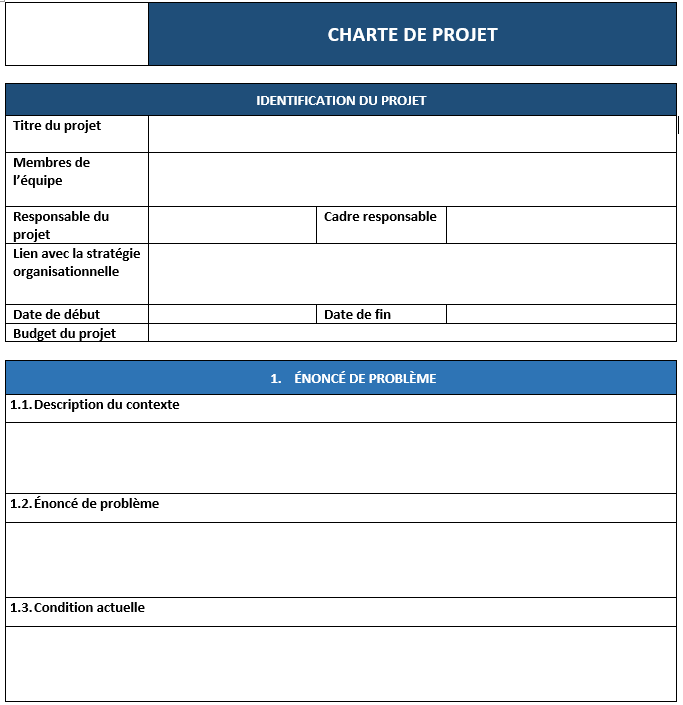 CHARTE DE PROJET
IDENTIFICATION DU PROJET
Titre du projet
Membres de
l’équipe
Responsable du
projet
Cadre responsable
Lien avec la stratégie
organisationnelle
Date de début
Date de fin
Budget du projet
1. ÉNONCÉ DE PROBLÈME
1.1. Description du contexte
1.2. Énoncé de problème
1.3. Condition actuelle